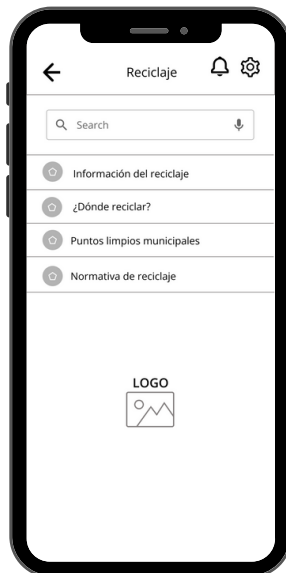 Reciclaje
Search
Información del reciclaje
¿Dónde reciclar?
Puntos limpios municipales
Normativa de reciclaje
LOGO